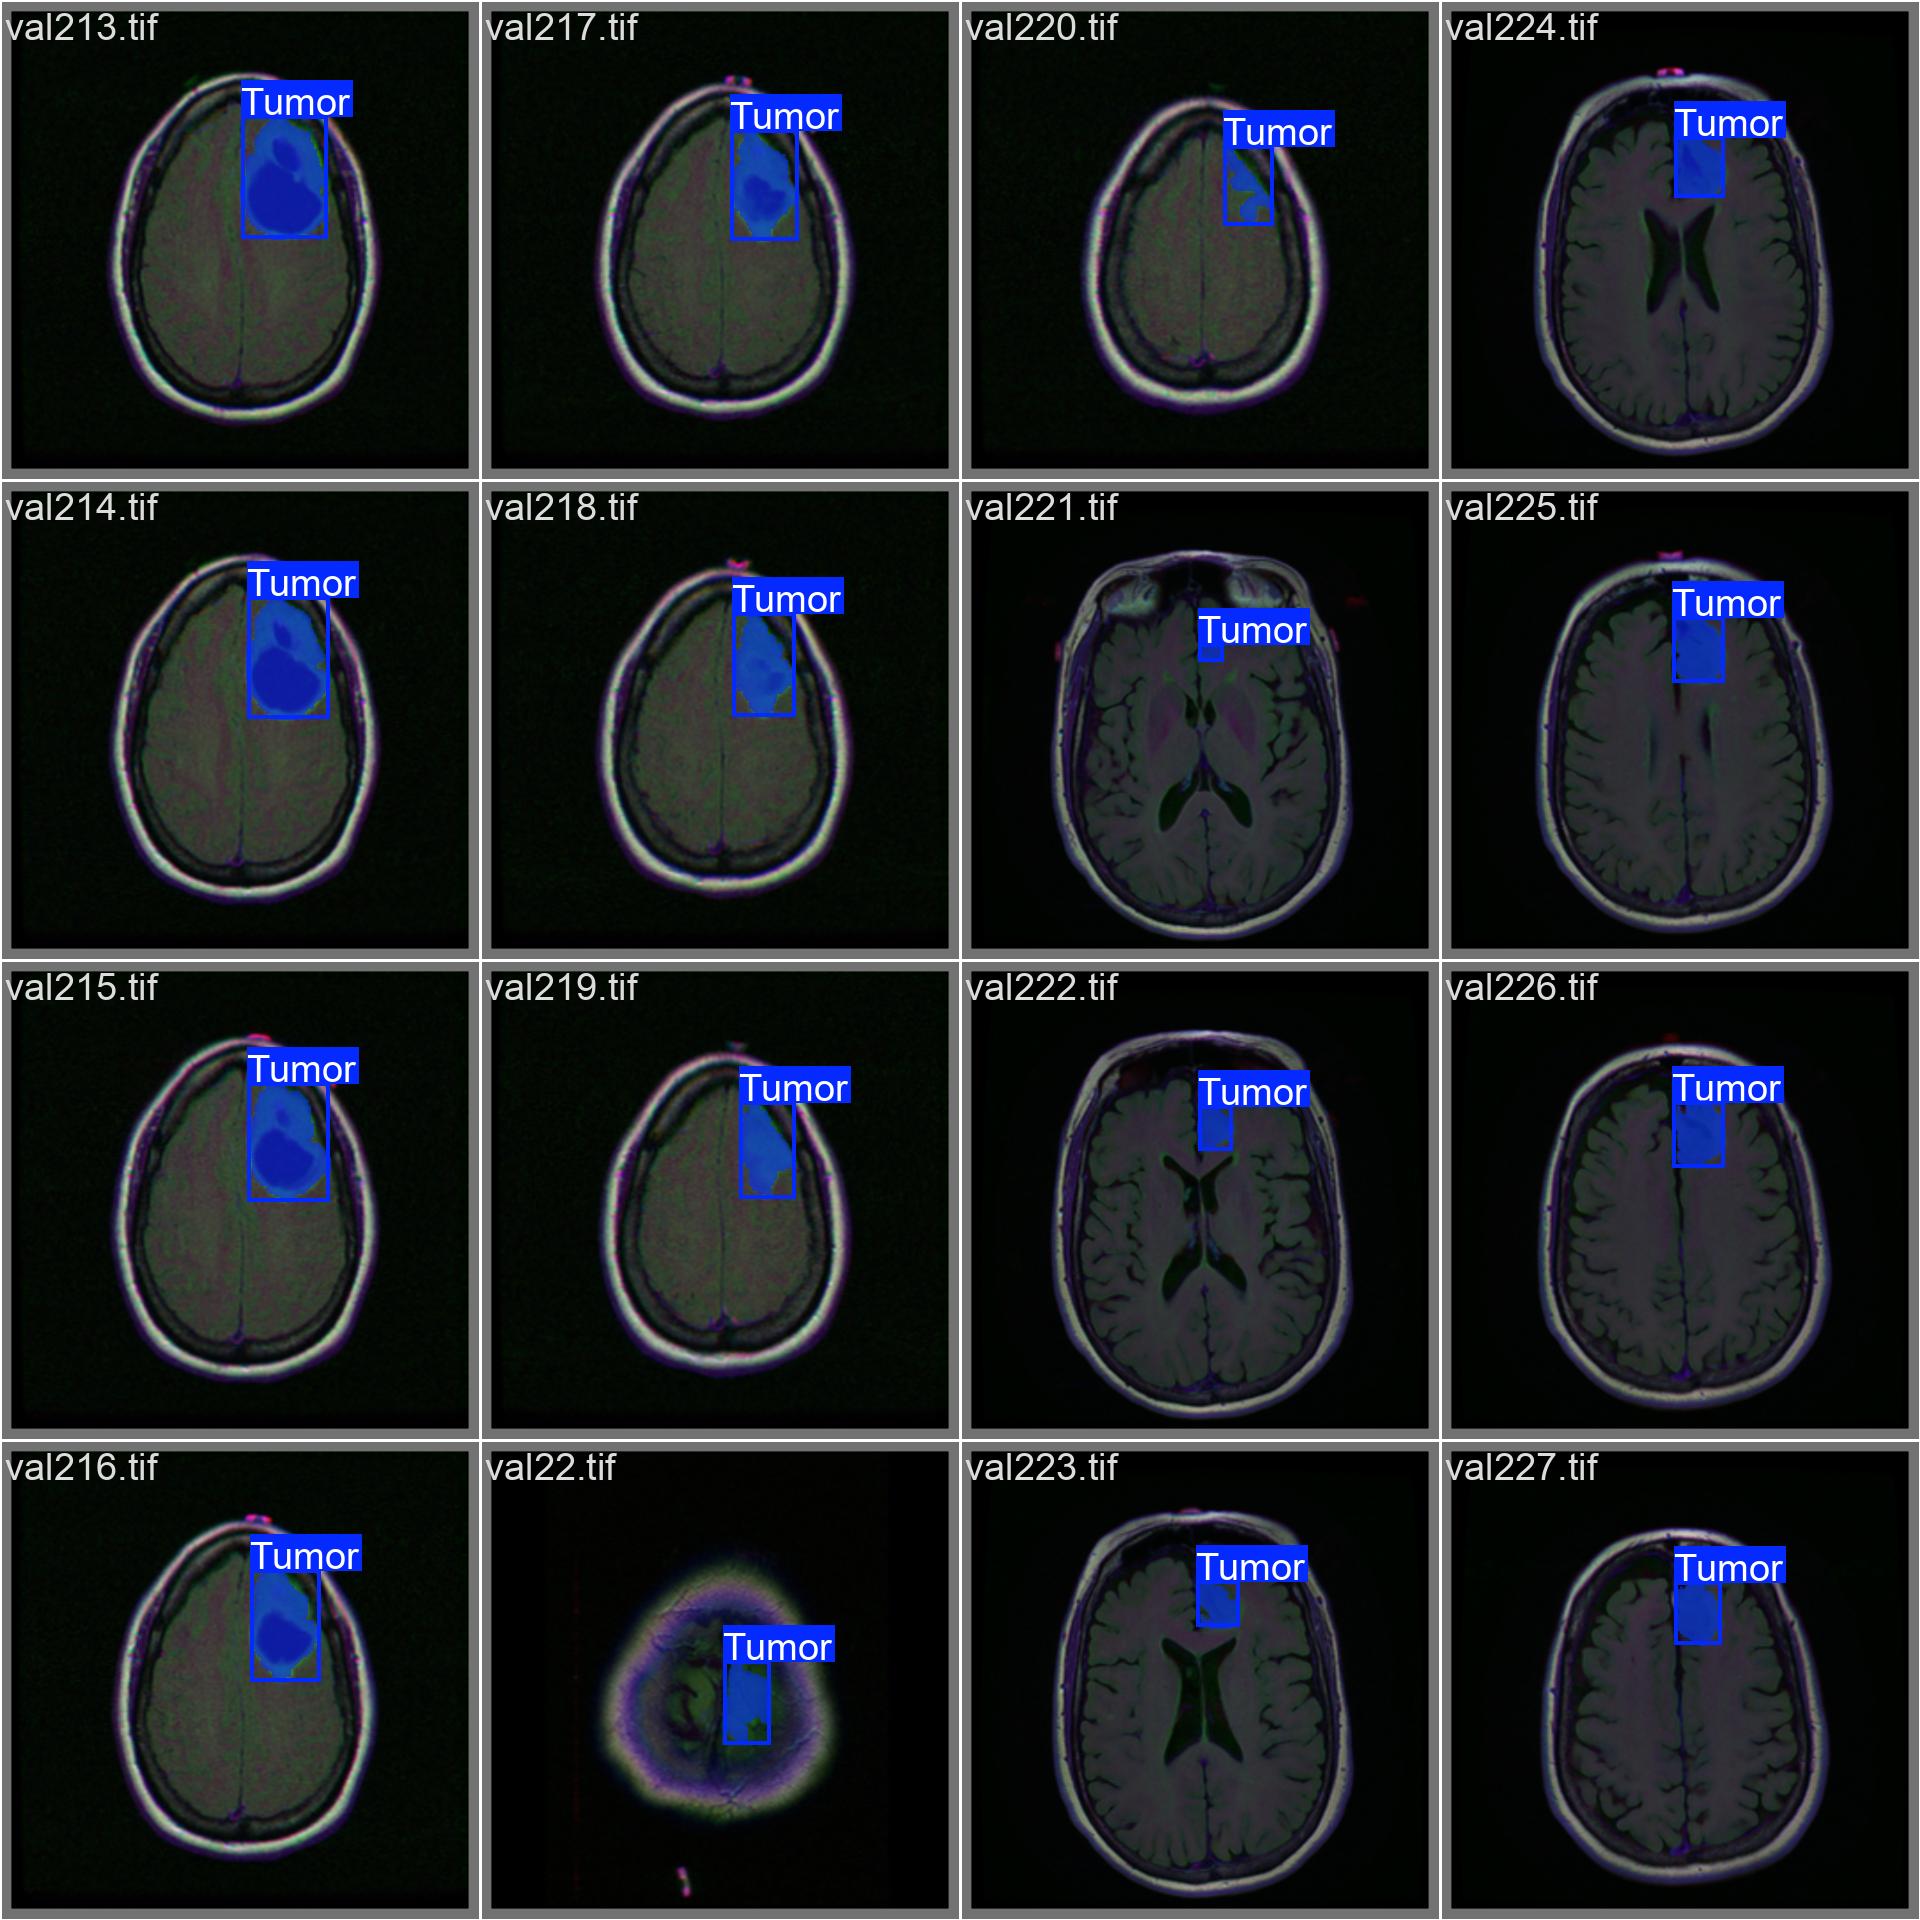 val213.tif
Tumor
val217.tif
Tumor
val220.tif
Tumor
val224.tif
Tumor
val214.tif
Tumor
val218.tif
Tumor
val221.tif
Tumor
val225.tif
Tumor
val215.tif
Tumor
val219.tif
Tumor
val222.tif
Tumor
val226.tif
Tumor
val216.tif
Tumor
val22.tif
Tumor
val223.tif
Tumor
val227.tif
Tumor